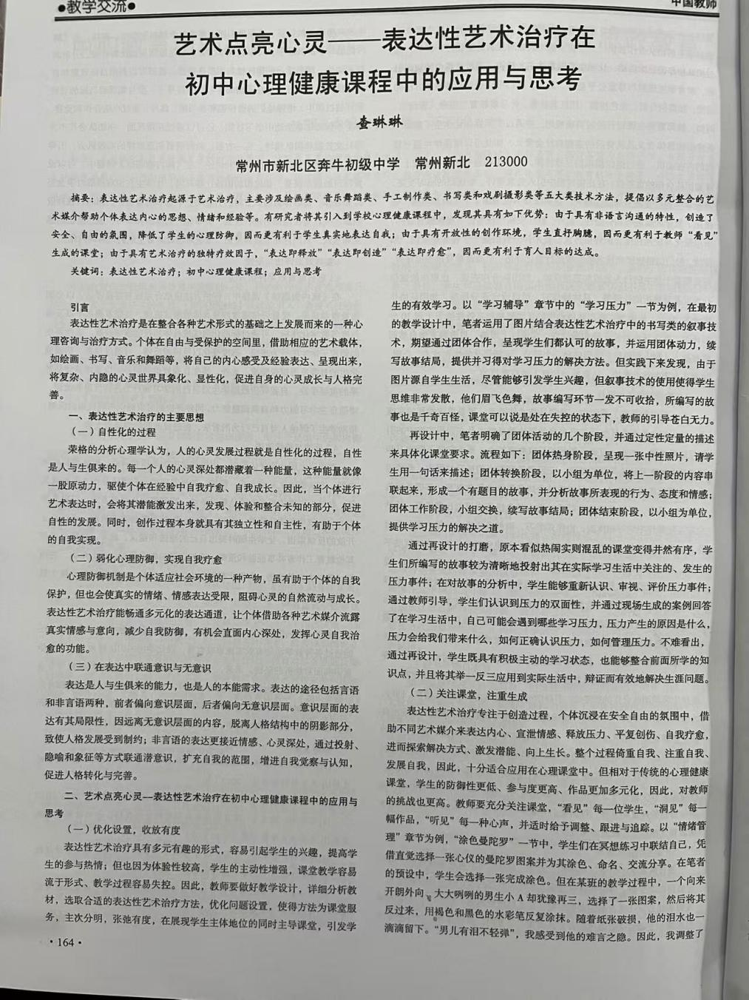 ●教学交流●
中国教师
艺术点亮心灵——表达性艺术治疗在
初中心理健康课程中的应用与思考
查琳琳
常州市新北区奔牛初级中学 常州新北 213000
摘要：表达性艺术治疗起源于艺术治疗，主要涉及绘画类、音乐舞蹈类、手工制作类、书写类和戏剧摄影类等五大类技术方法，提倡以多元整合的艺
术媒介帮助个体表达内心的思想、情绪和经验等。有研究者将其引入到学校心理健康课程中，发现其具有如下优势：由于具有非语言沟通的特性，创造了
安全、自由的氛围，降低了学生的心理防御，因而更有利于学生真实地表达自我；由于具有开放性的创作环境，学生直抒胸臆，因而更有利于教师“看见”
生成的课堂；由于具有艺术治疗的独特疗效因子，“表达即释放”“表达即创造”“表达即疗愈”，因而更有利于育人目标的达成。
关键词：表达性艺术治疗；初中心理健康课程；应用与思考
引言
表达性艺术治疗是在整合各种艺术形式的基础之上发展而来的一种心
理咨询与治疗方式。个体在自由与受保护的空间里，借助相应的艺术载体，
如绘画、书写、音乐和舞蹈等，将自己的内心感受及经验表达、呈现出来，
将复杂、内隐的心灵世界具象化、显性化，促进自身的心灵成长与人格完
善。
一、表达性艺术治疗的主要思想
（一）自性化的过程
荣格的分析心理学认为，人的心灵发展过程就是自性化的过程，自性
是人与生俱来的。每一个人的心灵深处都潜藏着一种能量，这种能量就像
一股原动力，驱使个体在经验中自我疗愈、自我成长。因此，当个体进行
艺术表达时，会将其潜能激发出来，发现、体验和整合未知的部分，促进
自性的发展。同时，创作过程本身就具有其独立性和自主性，有助于个体
的自我实现。
（二）弱化心理防御，实现自我疗愈
心理防御机制是个体适应社会环境的一种产物，虽有助于个体的自我
保护，但也会使真实的情绪、情感表达受限，阻碍心灵的自然流动与成长。
表达性艺术治疗能畅通多元化的表达通道，让个体借助各种艺术媒介流露
真实情感与意向，减少自我防御，有机会直面内心深处，发挥心灵自我治
愈的功能。
（三）在表达中联通意识与无意识
表达是人与生俱来的能力，也是人的本能需求。表达的途径包括言语
和非言语两种，前者偏向意识层面，后者偏向无意识层面。意识层面的表
达有其局限性，因远离无意识层面的内容，脱离人格结构中的阴影部分，
致使人格发展受到制约；非言语的表达更接近情感、心灵深处，通过投射、
隐喻和象征等方式联通潜意识，扩充自我的范围，增进自我觉察与认知，
促进人格转化与完善。
二、艺术点亮心灵--表达性艺术治疗在初中心理健康课程中的应用与
思考
（一）优化设置，收放有度
表达性艺术治疗具有多元有趣的形式，容易引起学生的兴趣，提高学
生的参与热情；但也因为体验性较高，学生的主动性增强，课堂教学容易
流于形式、教学过程容易失控。因此，教师要做好教学设计，详细分析教
材，选取合适的表达性艺术治疗方法，优化问题设置，使得方法为课堂服
务，主次分明，张弛有度，在展现学生主体地位的同时主导课堂，引发学
·164·
生的有效学习。以“学习辅导”章节中的“学习压力”一节为例，在最初
的教学设计中，笔者运用了图片结合表达性艺术治疗中的书写类的叙事技
术，期望通过团体合作，呈现学生们都认可的故事，并运用团体动力，续
写故事结局，提供并习得对学习压力的解决方法。但实践下来发现，由于
图片源自学生生活，尽管能够引发学生兴趣，但叙事技术的使用使得学生
思维非常发散，他们眉飞色舞，故事编写环节一发不可收拾，所编写的故
事也是千奇百怪，课堂可以说是处在失控的状态下，教师的引导苍白无力。
再设计中，笔者明确了团体活动的几个阶段，并通过定性定量的描述
来具体化课堂要求。流程如下：团体热身阶段，呈现一张中性照片，请学
生用一句话来描述；团体转换阶段，以小组为单位，将上一阶段的内容串
联起来，形成一个有题目的故事，并分析故事所表现的行为、态度和情感；
团体工作阶段，小组交换，续写故事结局；团体结束阶段，以小组为单位，
提供学习压力的解决之道。
通过再设计的打磨，原本看似热闹实则混乱的课堂变得井然有序，学
生们所编写的故事较为清晰地投射出其在实际学习生活中关注的、发生的
压力事件；在对故事的分析中，学生能够重新认识、审视、评价压力事件；
通过教师引导，学生们认识到压力的双面性，并通过现场生成的案例回答
了在学习生活中，自己可能会遇到哪些学习压力，压力产生的原因是什么，
压力会给我们带来什么，如何正确认识压力，如何管理压力。不难看出，
通过再设计，学生既具有积极主动的学习状态，也能够整合前面所学的知
识点，并且将其举一反三应用到实际生活中，辩证而有效地解决生涯问题。
（二）关注课堂，注重生成
表达性艺术治疗专注于创造过程，个体沉浸在安全自由的氛围中，借
助不同艺术媒介来表达内心、宣泄情感、释放压力、平复创伤、自我疗愈，
进而探索解决方式、激发潜能、向上生长。整个过程倚重自我、注重自我、
发展自我，因此，十分适合应用在心理课堂中。但相对于传统的心理健康
课堂，学生的防御性更低、参与度更高、作品更加多元化，因此，对教师
的挑战也更高。教师要充分关注课堂，“看见”每一位学生，“洞见”每一
幅作品，“听见”每一种心声，并适时给予调整、跟进与追踪。以“情绪管
理”章节为例，“涂色曼陀罗”一节中，学生们在冥想练习中联结自己，凭
借直觉选择一张心仪的曼陀罗图案并为其涂色、命名、交流分享。在笔者
的预设中，学生会选择一张完成涂色。但在某班的教学过程中，一个向来
开朗外向、大大咧咧的男生小 A 却犹豫再三，选择了一张图案，然后将其
反过来，用褐色和黑色的水彩笔反复涂抹。随着纸张破损，他的泪水也一
滴滴留下。“男儿有泪不轻弹”，我感受到他的难言之隐。因此，我调整了